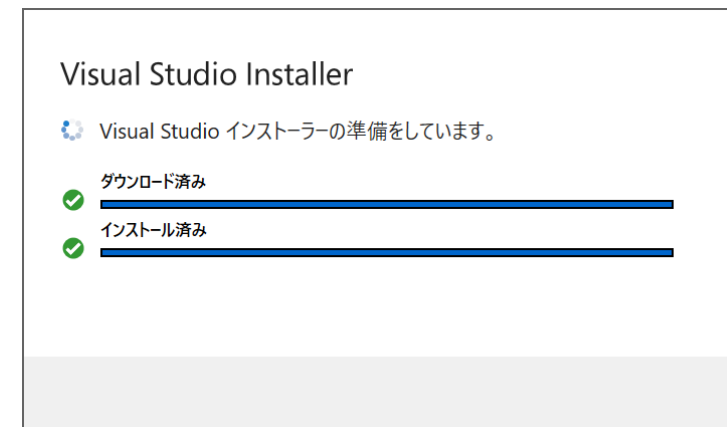 Visual Studio Installer
Visual Studio インストーラーの準備をしています。
ダウンロード済み
インストール済み